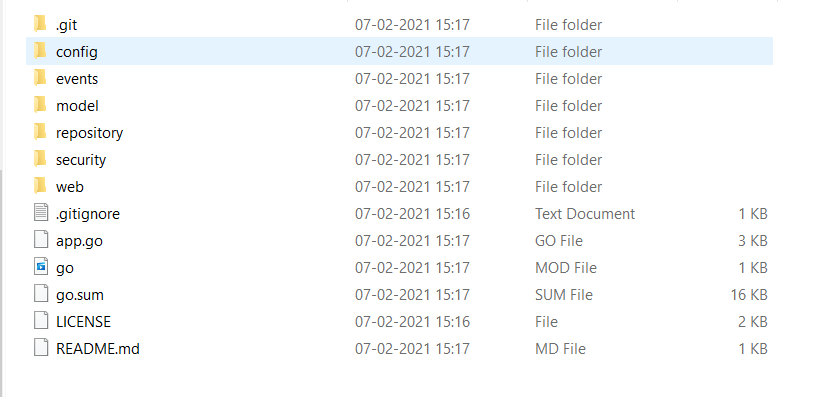 .git 07-02-2021 15:17 File folder
config 07-02-2021 15:17 File folder
events 07-02-2021 15:17 File folder
model 07-02-2021 15:17 File folder
repository 07-02-2021 15:17 File folder
security 07-02-2021 15:17 File folder
web 07-02-2021 15:17 File folder
.gitignore 07-02-2021 15:16 Text Document 1 KB
app.go 07-02-2021 15:17 GO File 3 KB
go 07-02-2021 15:17 MOD File 1 KB
go.sum 07-02-2021 15:17 SUM File 16 KB
LICENSE 07-02-2021 15:16 File 2 KB
README.md 07-02-2021 15:17 MD File 1 KB